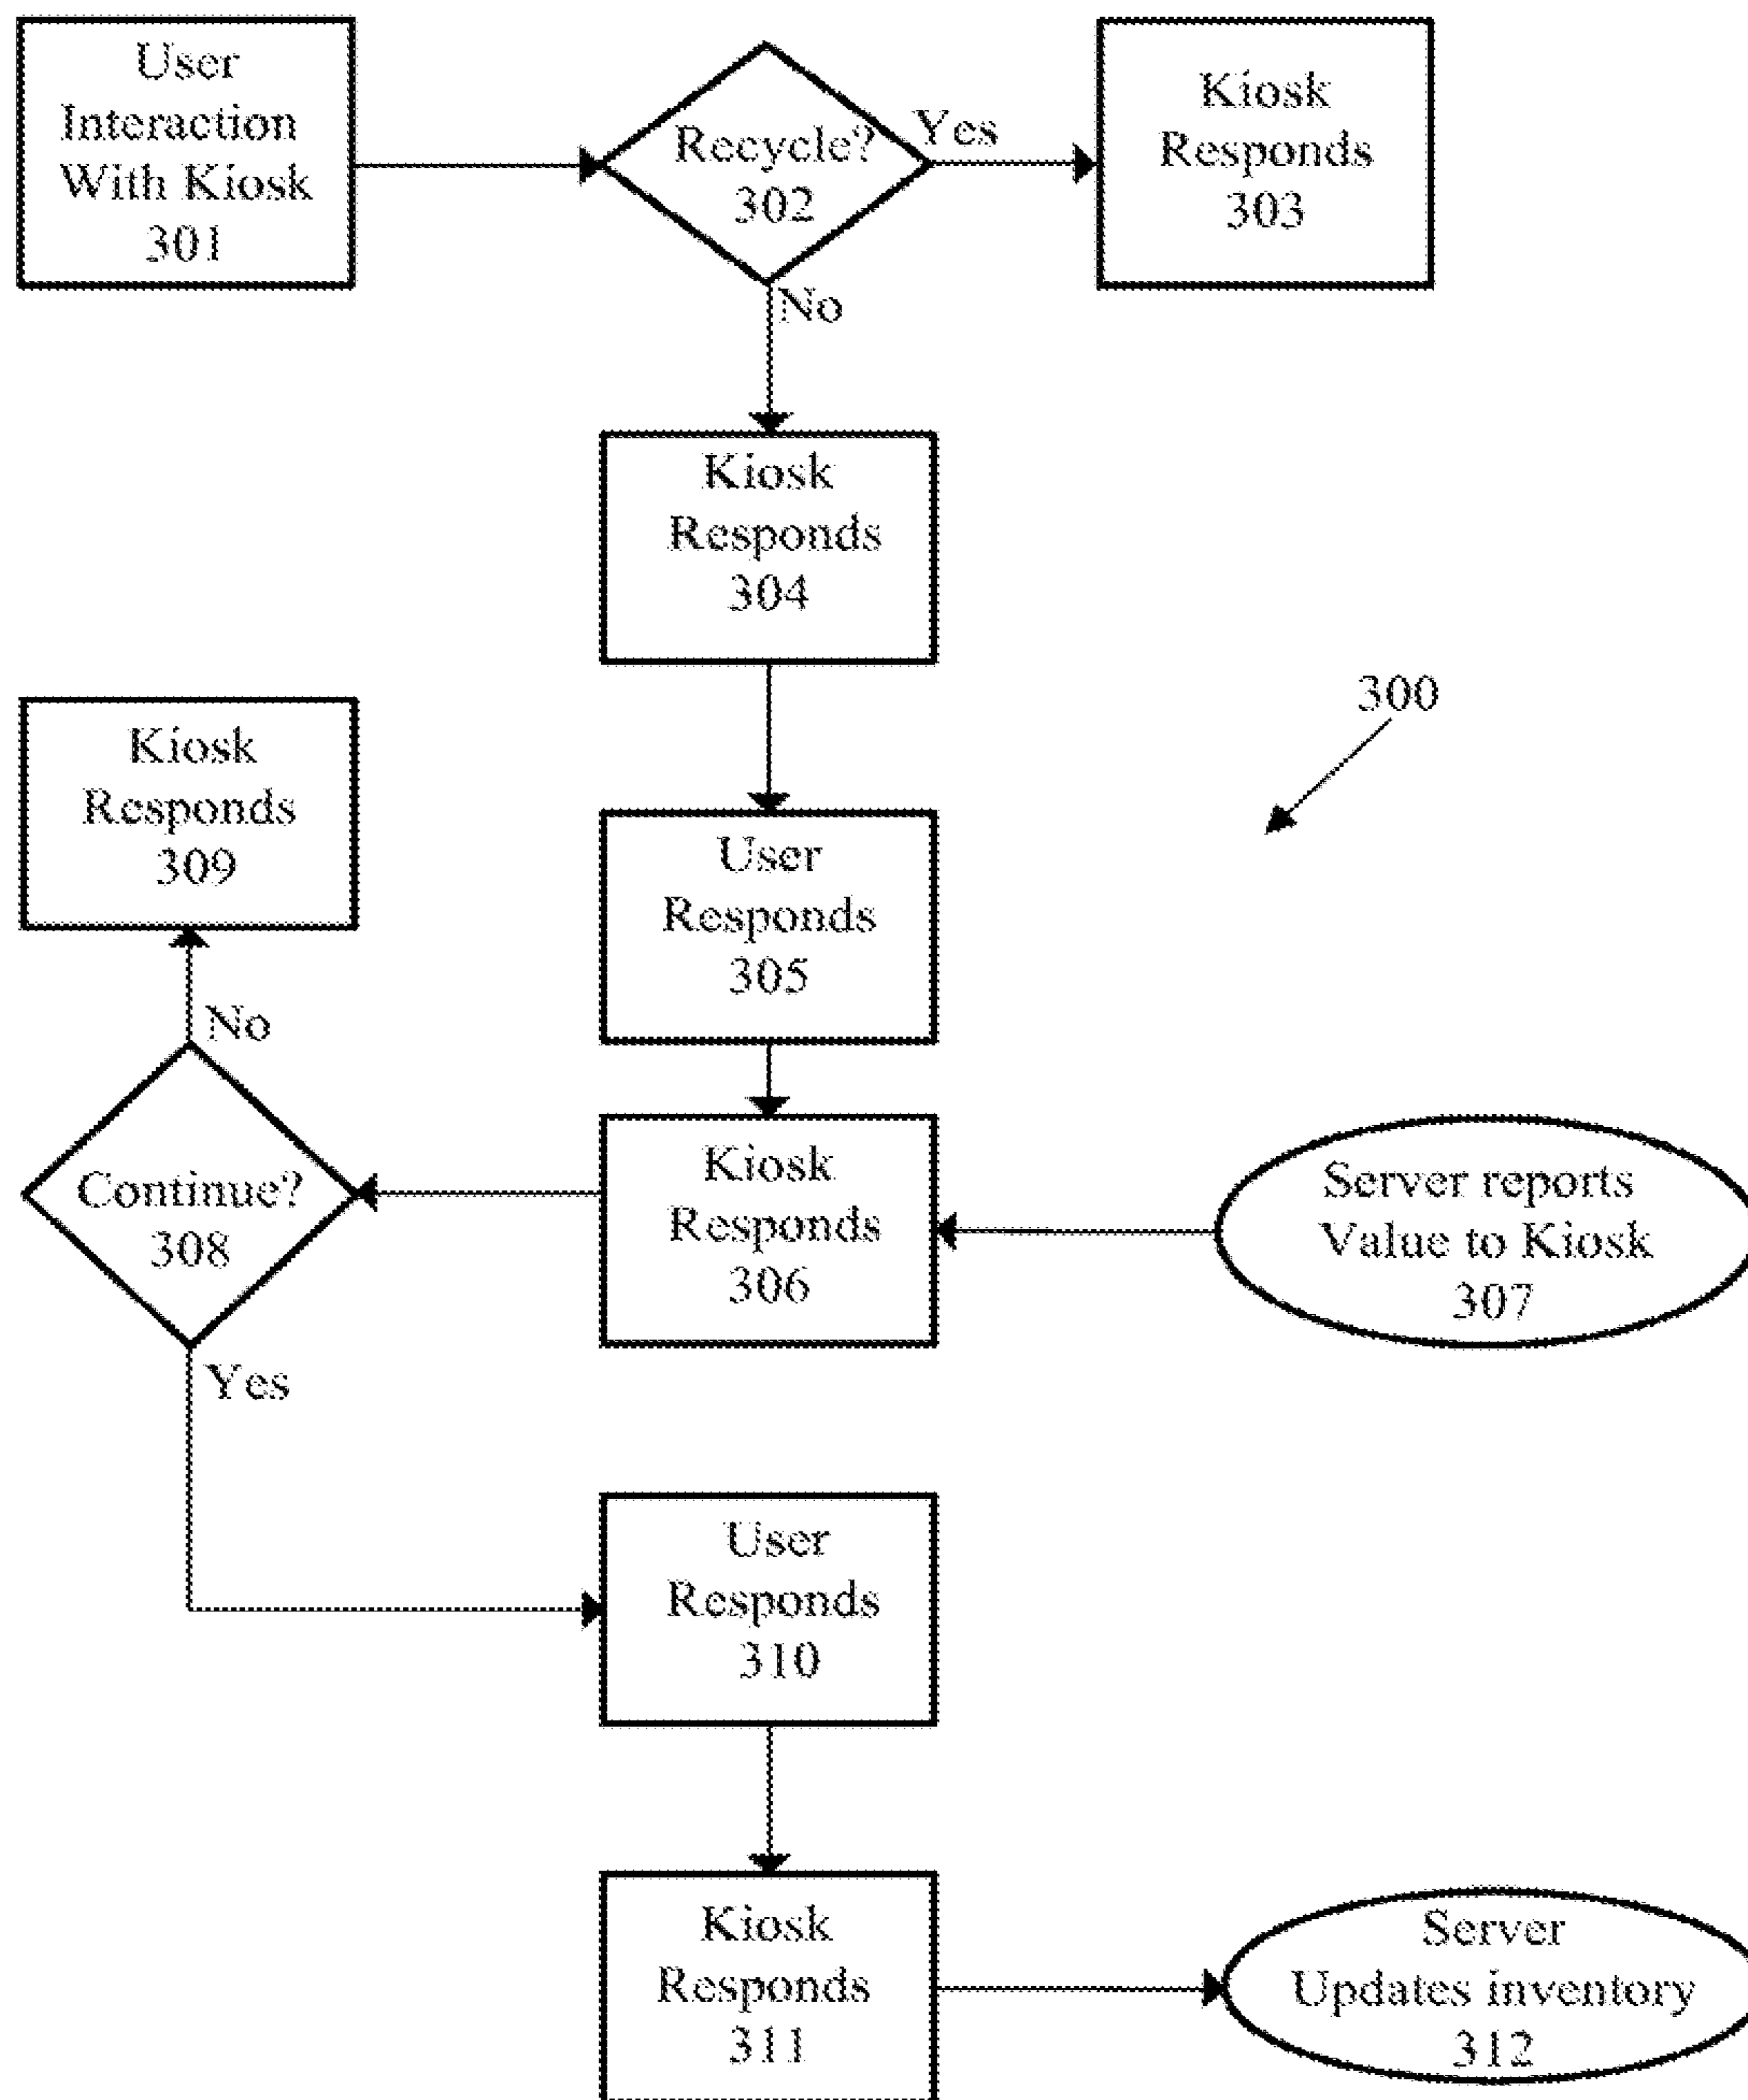 User
Interaction
With Kiosk
301
Recycle?
302
Yes
Kiosk
Responds
303
No
Kiosk
Responds
304
300
Kiosk
Responds
309
User
Responds
305
No
Continue?
308
Kiosk
Responds
306
Server reports
Value to Kiosk
307
Yes
User
Responds
310
Kiosk
Responds
311
Server
Updates inventory
312